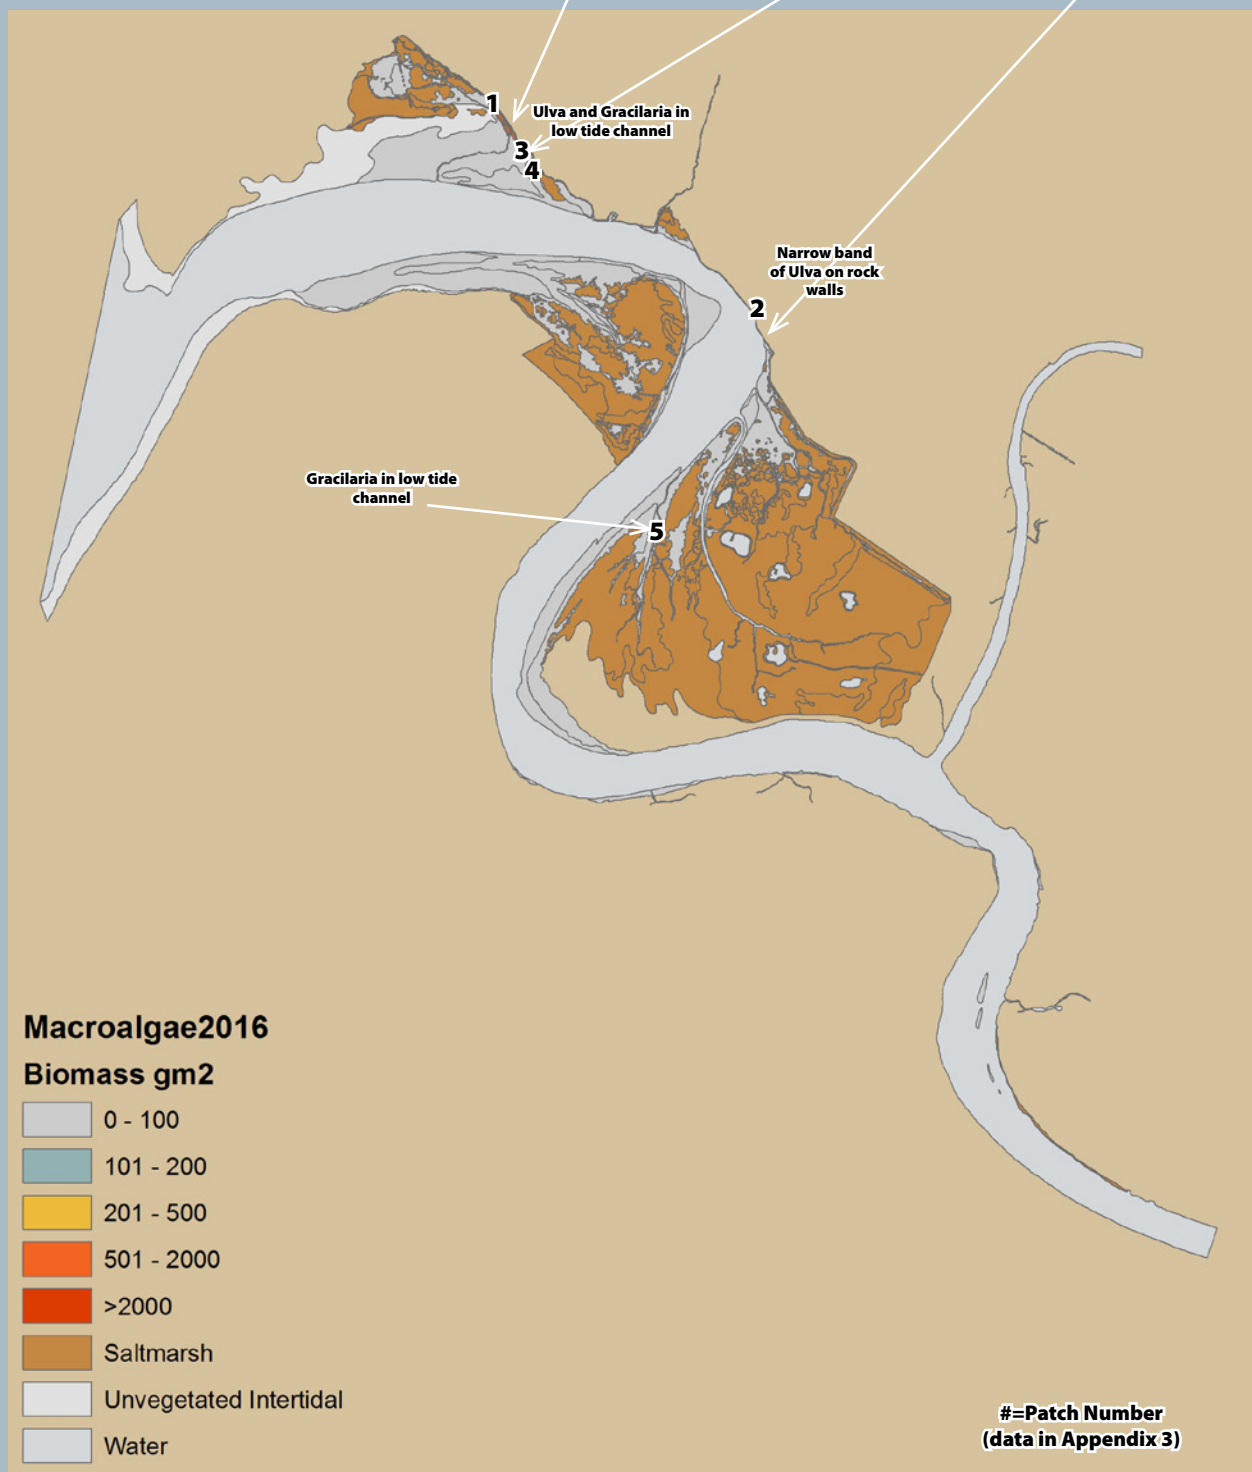 1
Ulva and Gracilaria in
low tide channel
3
4
Narrow band
of Ulva on rock
walls
2
Gracilaria in low tide
channel
5
Macroalgae2016
Biomass gm2
0 - 100
101 - 200
201 - 500
501 - 2000
>2000
Saltmarsh
Unvegetated Intertidal
Water
#=Patch Number
(data in Appendix 3)